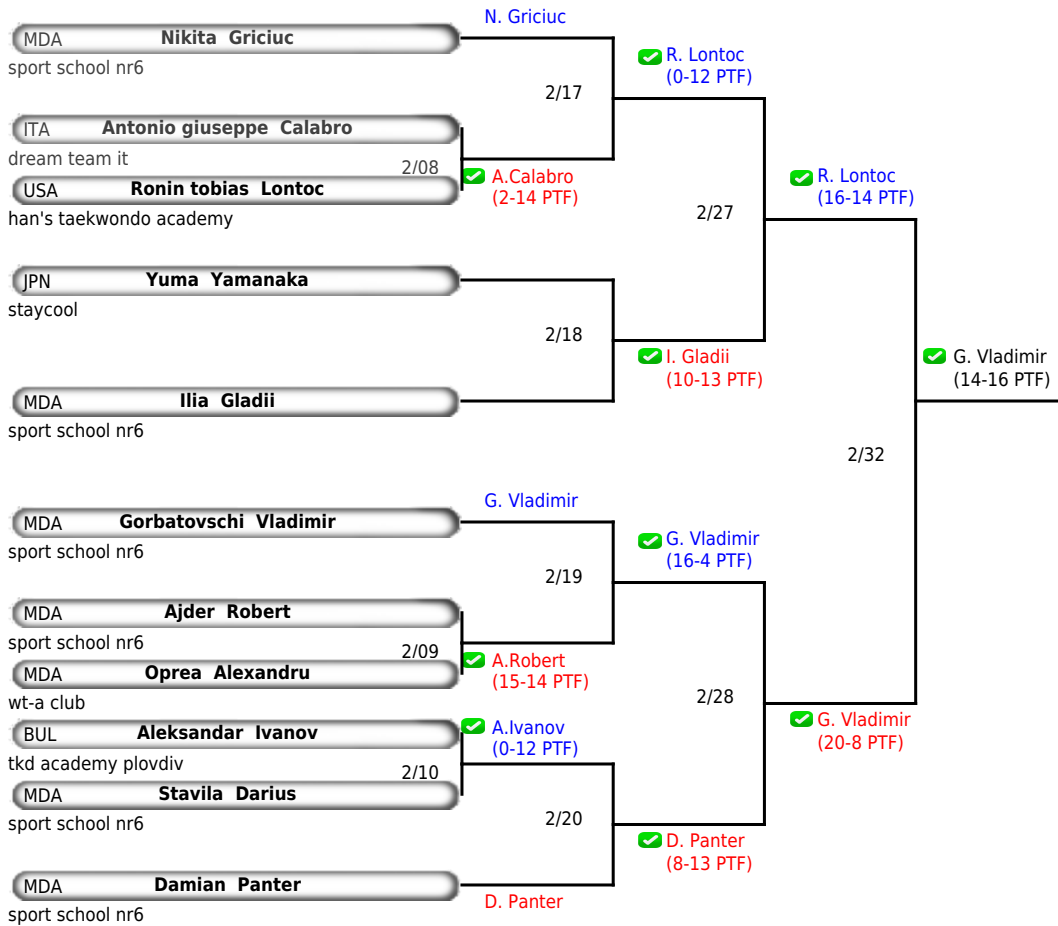 N. Griciuc
MDA Nikita Griciuc
sport school nr6
R. Lontoc
(0-12 PTF)
2/17
ITA Antonio giuseppe Calabro
dream team it
2/08
A.Calabro
(2-14 PTF)
USA Ronin tobias Lontoc
han's taekwondo academy
R. Lontoc
(16-14 PTF)
2/27
JPN Yuma Yamanaka
staycool
2/18
I. Gladii
(10-13 PTF)
G. Vladimir
(14-16 PTF)
MDA Ilia Gladii
sport school nr6
2/32
G. Vladimir
MDA Gorbatovschi Vladimir
sport school nr6
G. Vladimir
(16-4 PTF)
2/19
MDA Ajder Robert
sport school nr6
2/09
A.Robert
(15-14 PTF)
MDA Oprea Alexandru
wt-a club
2/28
G. Vladimir
(20-8 PTF)
BUL Aleksandar Ivanov
tkd academy plovdiv
A.Ivanov
(0-12 PTF)
2/10
MDA Stavila Darius
sport school nr6
2/20
D. Panter
(8-13 PTF)
MDA Damian Panter
sport school nr6
D. Panter